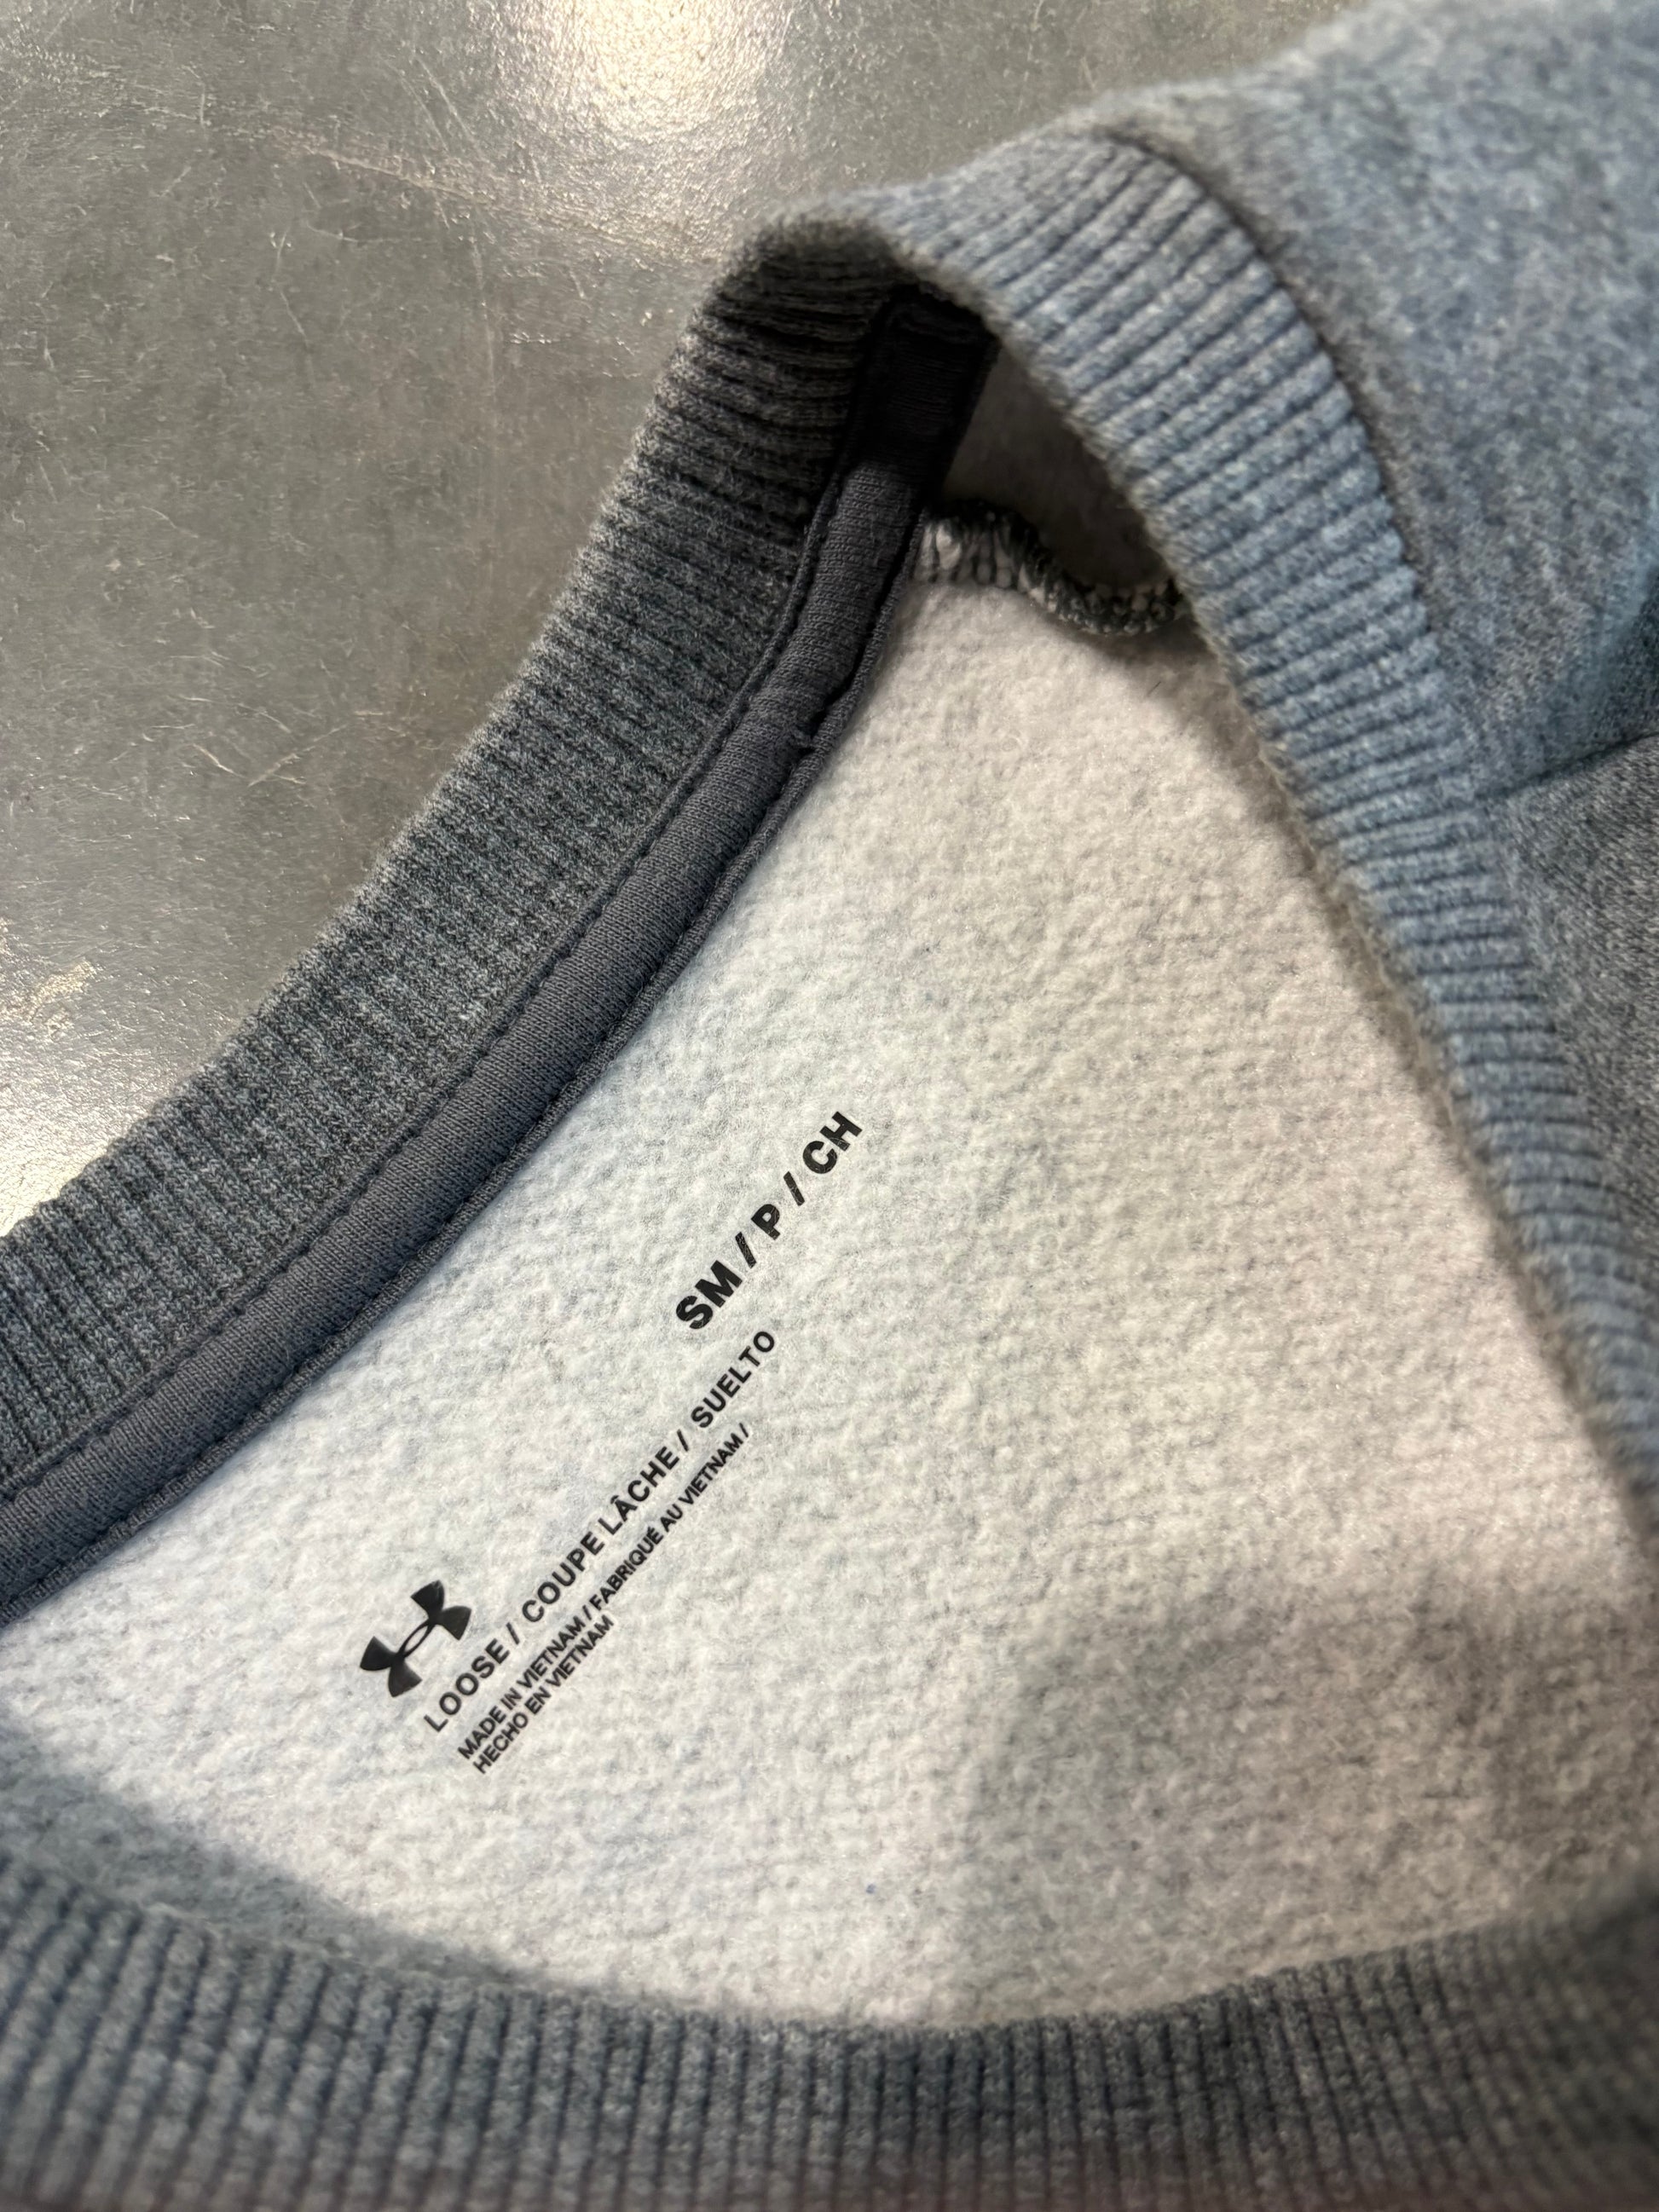 SM / P / CH
LOOSE / COUPE LÂCHE / SUELTO
MADE IN VIETNAM / FABRIQUÉ AU VIETNAM /
HECHO EN VIETNAM